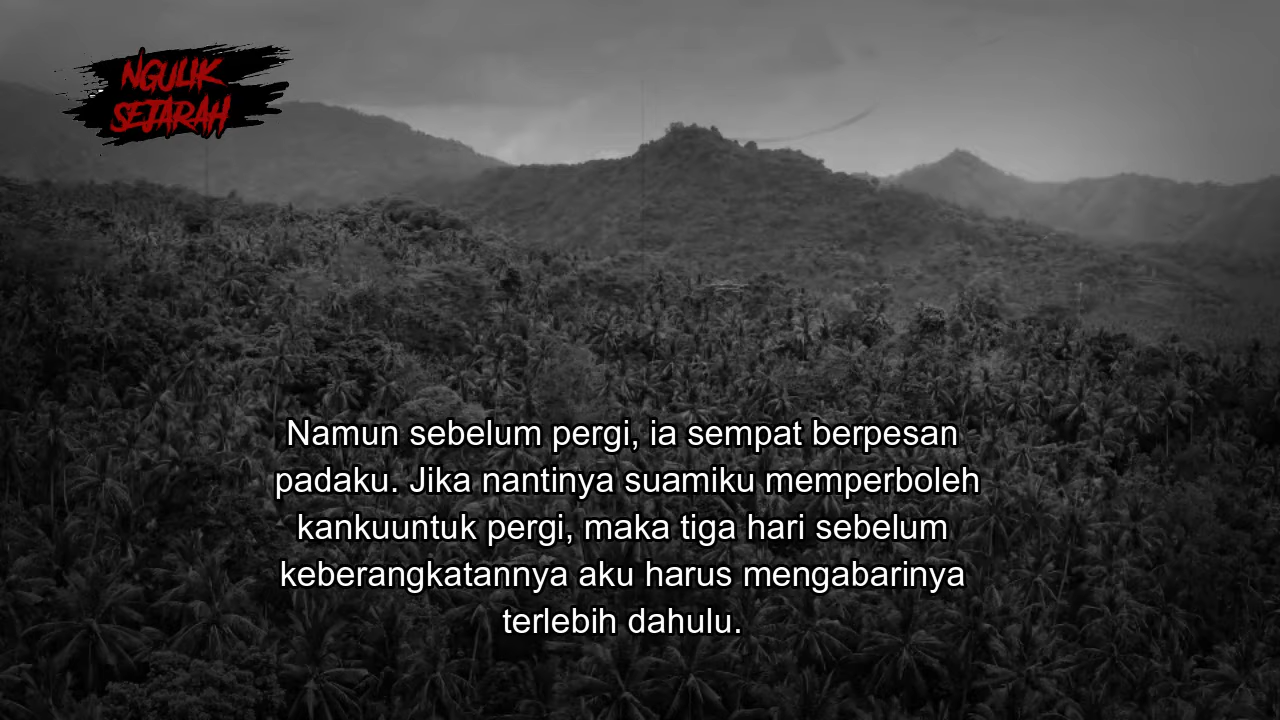 NGULIK
SEJARAH
Namun sebelum pergi, ia sempat berpesan
padaku. Jika nantinya suamiku memperboleh
kankuuntuk pergi, maka tiga hari sebelum
keberangkatannya aku harus mengabarinya
terlebih dahulu.